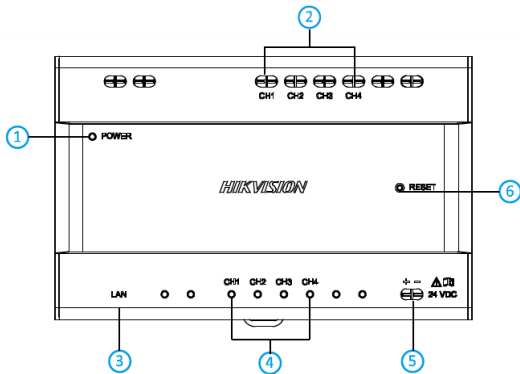 2
CH1 CH2 CH3 CH4
1 POWER
HIKVISION
RESET 6
CH1 CH2 CH3 CH4 + -
LAN 24 VDC
3 4 5